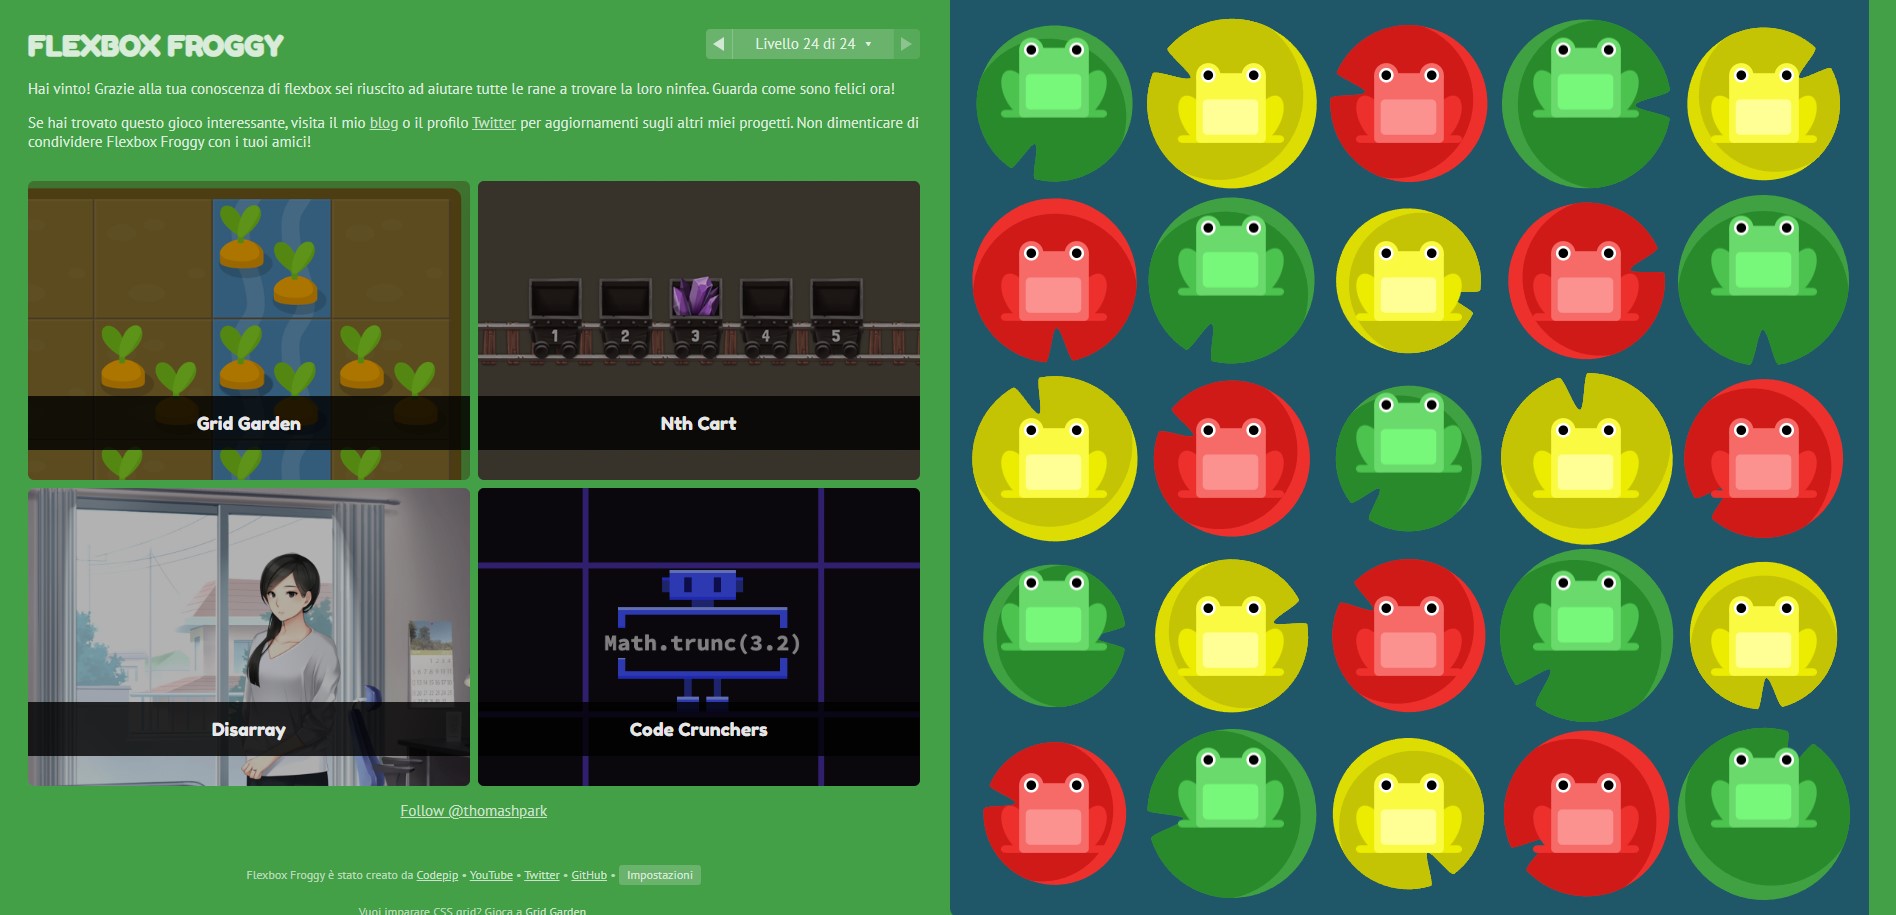 FLEXBOX FROGGY
Livello 24 di 24
Hai vinto! Grazie alla tua conoscenza di flexbox sei riuscito ad aiutare tutte le rane a trovare la loro ninfea. Guarda come sono felici ora!
Se hai trovato questo gioco interessante, visita il mio blog o il profilo Twitter per aggiornamenti sugli altri miei progetti. Non dimenticare di
condividere Flexbox Froggy con i tuoi amici!
1 2 3 4 5
Grid Garden
Nth Cart
Math.trunc(3.2)
Disarray
Code Crunchers
Follow @thomashpark
Flexbox Froggy è stato creato da Codepip • YouTube • Twitter • GitHub • Impostazioni
Vuoi imparare CSS grid? Gioca a Grid Garden